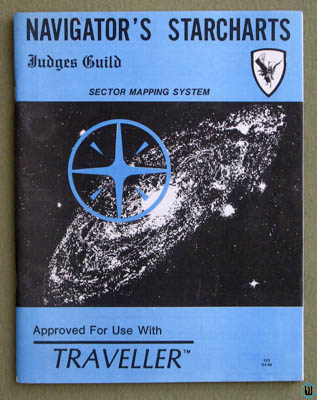 NAVIGATOR'S STARCHARTS
Judges Guild
SECTOR MAPPING SYSTEM
Approved For Use With
TRAVELLER™